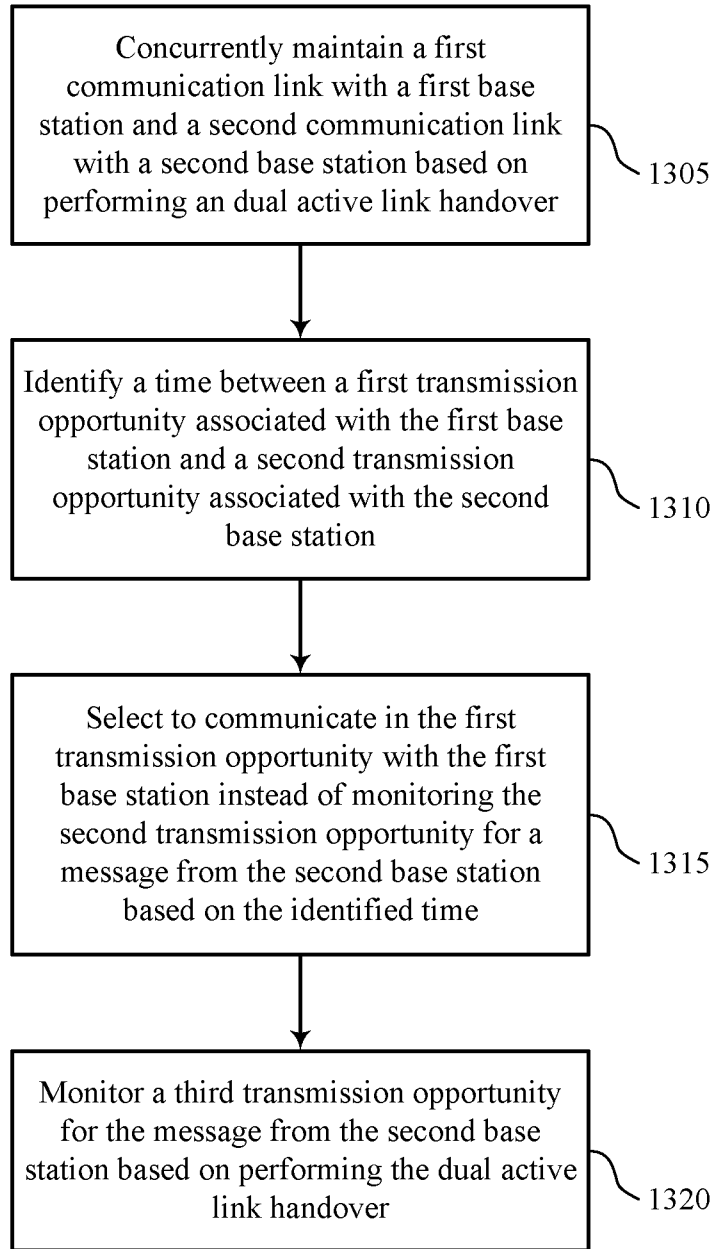 Concurrently maintain a first
communication link with a first base
station and a second communication link
with a second base station based on
performing an dual active link handover
1305
Identify a time between a first transmission
opportunity associated with the first base
station and a second transmission
opportunity associated with the second
base station
1310
Select to communicate in the first
transmission opportunity with the first
base station instead of monitoring the
second transmission opportunity for a
message from the second base station
based on the identified time
1315
Monitor a third transmission opportunity
for the message from the second base
station based on performing the dual active
link handover
1320